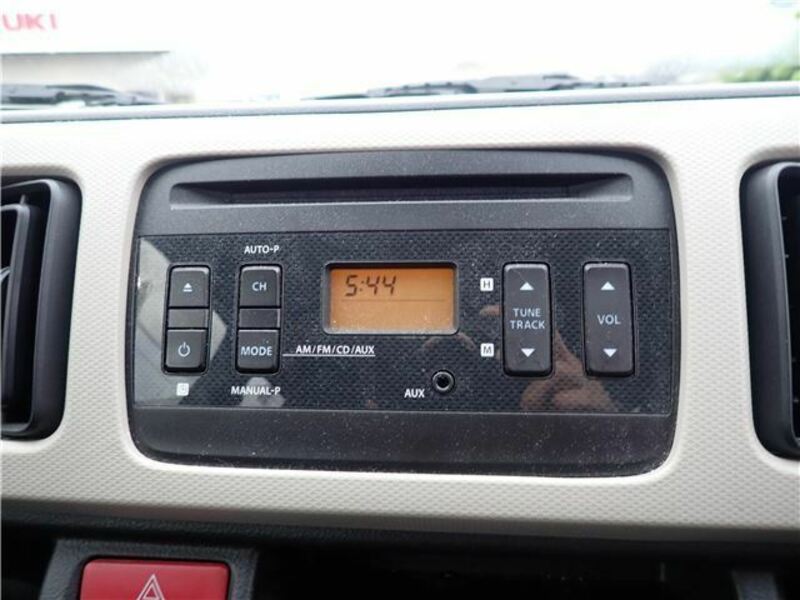 UKI
AUTO-P
CH
5:44
H
TUNE
TRACK
VOL
MODE
AM/FM/CD/AUX
M
MANUAL-P
AUX